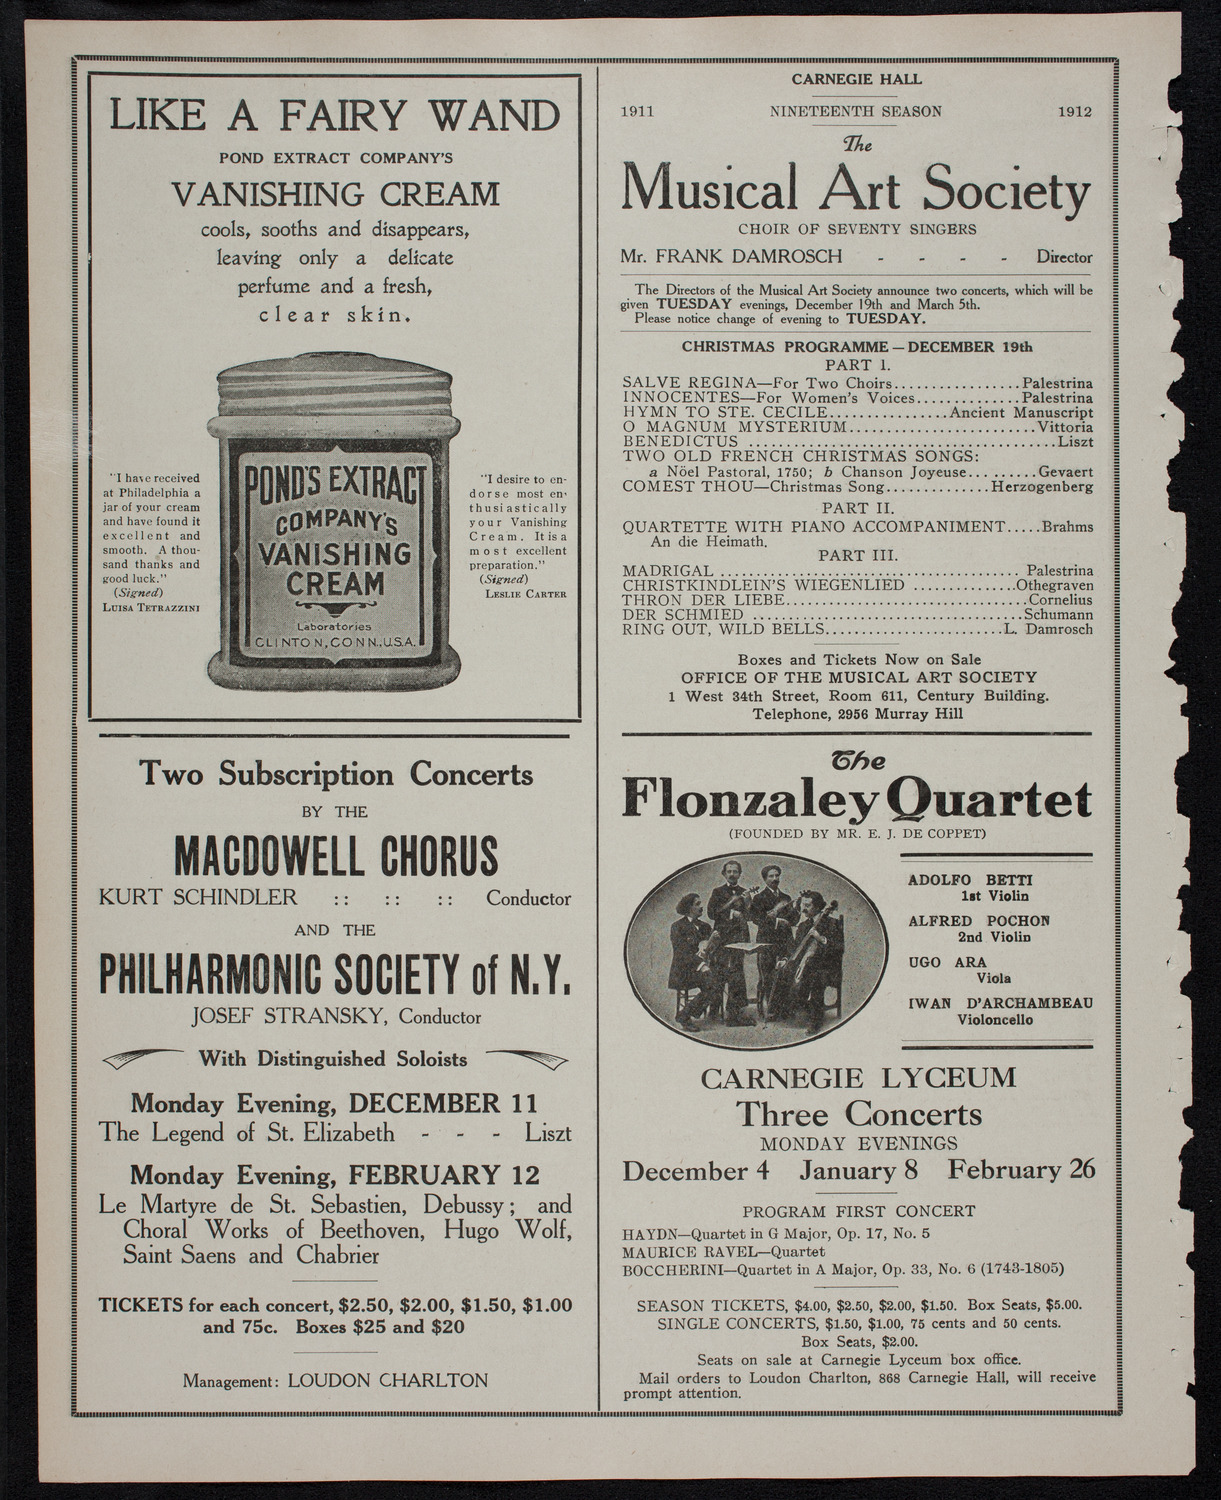 LIKE A FAIRY WAND
POND EXTRACT COMPANY'S
VANISHING CREAM
cools, sooths and disappears,
leaving only a delicate
perfume and a fresh,
clear skin.
"I have received
at Philadelphia a
jar of your cream
and have found it
excellent and
smooth. A thou-
sand thanks and
good luck."
(Signed)
LUISA TETRAZZINI
POND'S EXTRACT
COMPANY'S
VANISHING
CREAM
Laboratories
CLINTON, CONN., U.S.A.
"I desire to en-
dorse most en-
thusiastically
your Vanishing
Cream. It is a
most excellent
preparation."
(Signed)
LESLIE CARTER
Two Subscription Concerts
BY THE
MACDOWELL CHORUS
KURT SCHINDLER :: :: :: Conductor
AND THE
PHILHARMONIC SOCIETY of N.Y.
JOSEF STRANSKY, Conductor
With Distinguished Soloists
Monday Evening, DECEMBER 11
The Legend of St. Elizabeth - - - Liszt
Monday Evening, FEBRUARY 12
Le Martyre de St. Sebastien, Debussy; and
Choral Works of Beethoven, Hugo Wolf,
Saint Saens and Chabrier
TICKETS for each concert, $2.50, $2.00, $1.50, $1.00
and 75c. Boxes $25 and $20
Management: LOUDON CHARLTON
CARNEGIE HALL
1911 NINETEENTH SEASON 1912
The
Musical Art Society
CHOIR OF SEVENTY SINGERS
Mr. FRANK DAMROSCH - - - - Director
The Directors of the Musical Art Society announce two concerts, which will be
given TUESDAY evenings, December 19th and March 5th.
Please notice change of evening to TUESDAY.
CHRISTMAS PROGRAMME—DECEMBER 19th
PART I.
SALVE REGINA—For Two Choirs.................Palestrina
INNOCENTES—For Women's Voices.............Palestrina
HYMN TO STE. CECILE................Ancient Manuscript
O MAGNUM MYSTERIUM..........................Vittoria
BENEDICTUS ..........................................Liszt
TWO OLD FRENCH CHRISTMAS SONGS:
a Nöel Pastoral, 1750; b Chanson Joyeuse.........Gevaert
COMEST THOU—Christmas Song..............Herzogenberg
PART II.
QUARTETTE WITH PIANO ACCOMPANIMENT.....Brahms
An die Heimath.
PART III.
MADRIGAL ........................................ Palestrina
CHRISTKINDLEIN'S WIEGENLIED ..............Othegraven
THRON DER LIEBE..................................Cornelius
DER SCHMIED .....................................Schumann
RING OUT, WILD BELLS.........................L. Damrosch
Boxes and Tickets Now on Sale
OFFICE OF THE MUSICAL ART SOCIETY
1 West 34th Street, Room 611, Century Building.
Telephone, 2956 Murray Hill
The
Flonzaley Quartet
(FOUNDED BY MR. E. J. DE COPPET)
ADOLFO BETTI
1st Violin
ALFRED POCHON
2nd Violin
UGO ARA
Viola
IWAN D'ARCHAMBEAU
Violoncello
CARNEGIE LYCEUM
Three Concerts
MONDAY EVENINGS
December 4 January 8 February 26
PROGRAM FIRST CONCERT
HAYDN—Quartet in G Major, Op. 17, No. 5
MAURICE RAVEL—Quartet
BOCCHERINI—Quartet in A Major, Op. 33, No. 6 (1743-1805)
SEASON TICKETS, $4.00, $2.50, $2.00, $1.50. Box Seats, $5.00.
SINGLE CONCERTS, $1.50, $1.00, 75 cents and 50 cents.
Box Seats, $2.00.
Seats on sale at Carnegie Lyceum box office.
Mail orders to Loudon Charlton, 868 Carnegie Hall, will receive
prompt attention.